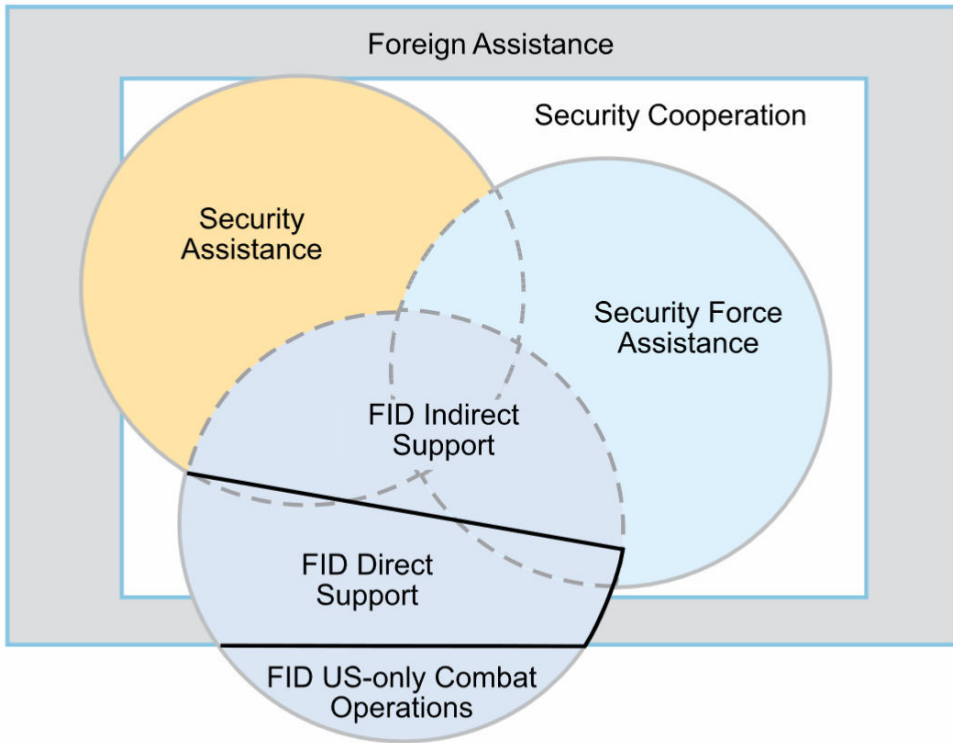 Foreign Assistance
Security Cooperation
Security
Assistance
Security Force
Assistance
FID Indirect
Support
FID Direct
Support
FID US-only Combat
Operations